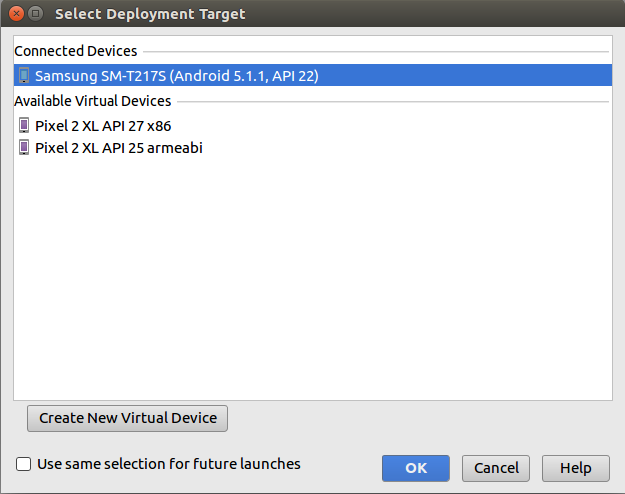 Select Deployment Target
Connected Devices
Samsung SM-T217S (Android 5.1.1, API 22)
Available Virtual Devices
Pixel 2 XL API 27 x86
Pixel 2 XL API 25 armeabi
Create New Virtual Device
Use same selection for future launches
OK
Cancel
Help